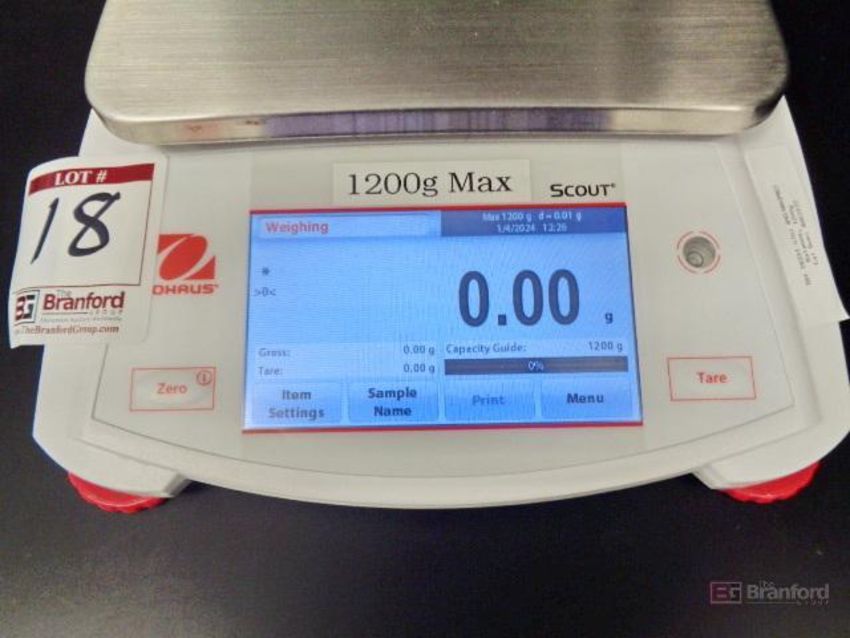 1200g Max
SCOUT
LOT #
18
The
Branford
GROUP
TheBranfordGroup.com
OHAUS
Weighing
Max 1200 g d=0.01 g
1/4/2024 12:26
*
>0<
0.00 g
Gross: 0.00 g
Tare: 0.00 g
Capacity Guide: 1200 g
0%
Zero
Tare
Item Settings
Sample Name
Print
Menu
BG The Branford
GROUP